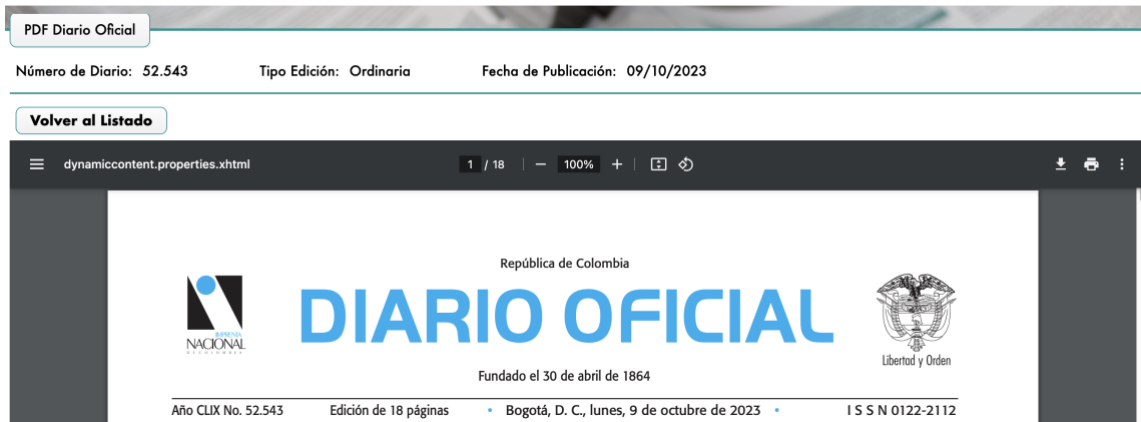 PDF Diario Oficial
Número de Diario: 52.543 Tipo Edición: Ordinaria Fecha de Publicación: 09/10/2023
Volver al Listado
dynamiccontent.properties.xhtml 1 / 18 — 100% +
República de Colombia
DIARIO OFICIAL
IMPRENTA
NACIONAL
DE COLOMBIA
Libertad y Orden
Fundado el 30 de abril de 1864
Año CLIX No. 52.543 Edición de 18 páginas • Bogotá, D. C., lunes, 9 de octubre de 2023 • I S S N 0122-2112